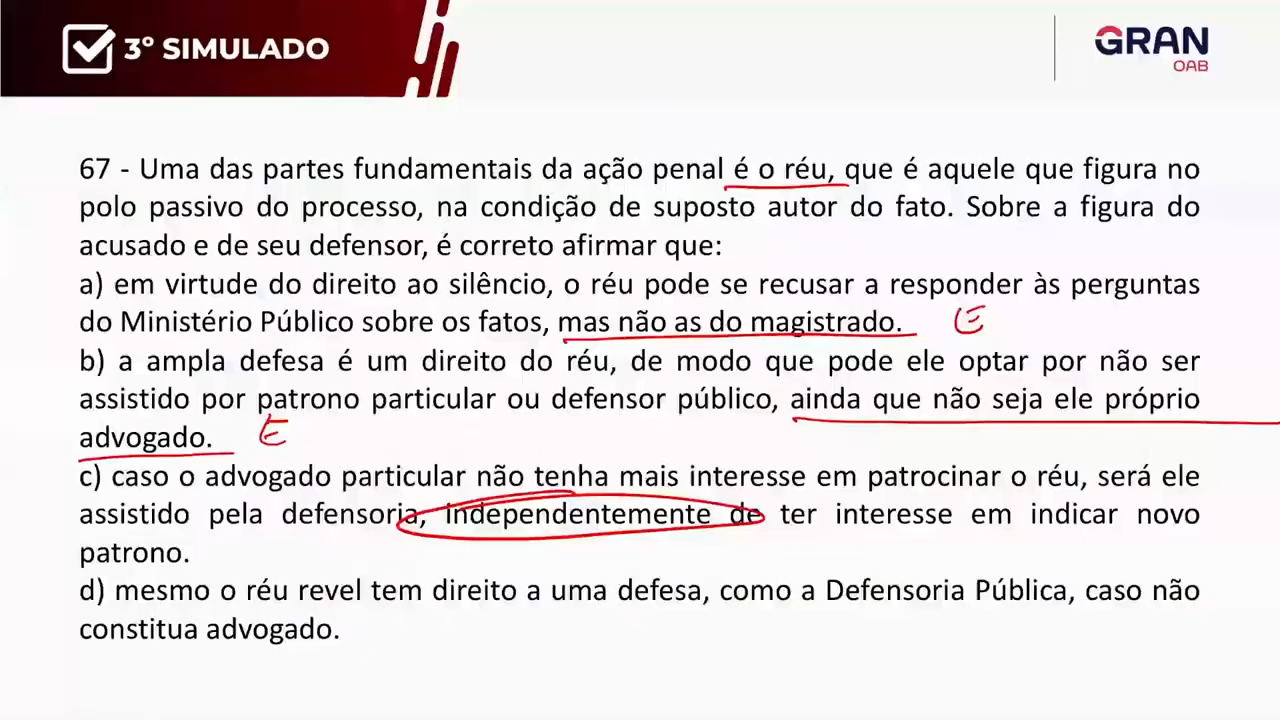 3º SIMULADO
GRAN
OAB
67 - Uma das partes fundamentais da ação penal é o réu, que é aquele que figura no
polo passivo do processo, na condição de suposto autor do fato. Sobre a figura do
acusado e de seu defensor, é correto afirmar que:
a) em virtude do direito ao silêncio, o réu pode se recusar a responder às perguntas
do Ministério Público sobre os fatos, mas não as do magistrado. E
b) a ampla defesa é um direito do réu, de modo que pode ele optar por não ser
assistido por patrono particular ou defensor público, ainda que não seja ele próprio
advogado. E
c) caso o advogado particular não tenha mais interesse em patrocinar o réu, será ele
assistido pela defensoria, independentemente de ter interesse em indicar novo
patrono.
d) mesmo o réu revel tem direito a uma defesa, como a Defensoria Pública, caso não
constitua advogado.